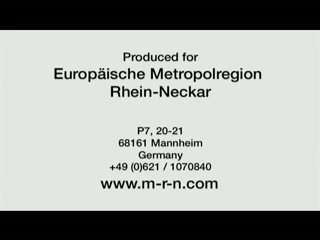 Produced for
Europäische Metropolregion
Rhein-Neckar
P7, 20-21
68161 Mannheim
Germany
+49 (0)621 / 1070840
www.m-r-n.com